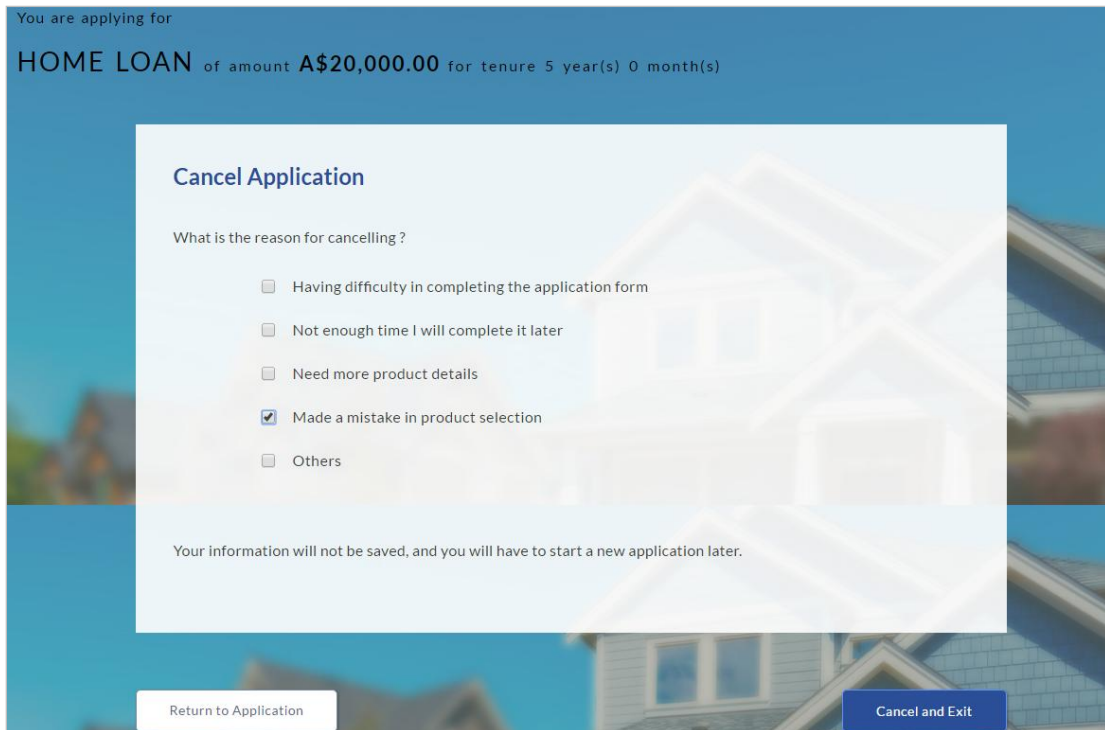 You are applying for
HOME LOAN of amount A$20,000.00 for tenure 5 year(s) 0 month(s)
Cancel Application
What is the reason for cancelling ?
Having difficulty in completing the application form
Not enough time I will complete it later
Need more product details
Made a mistake in product selection
Others
Your information will not be saved, and you will have to start a new application later.
Return to Application
Cancel and Exit